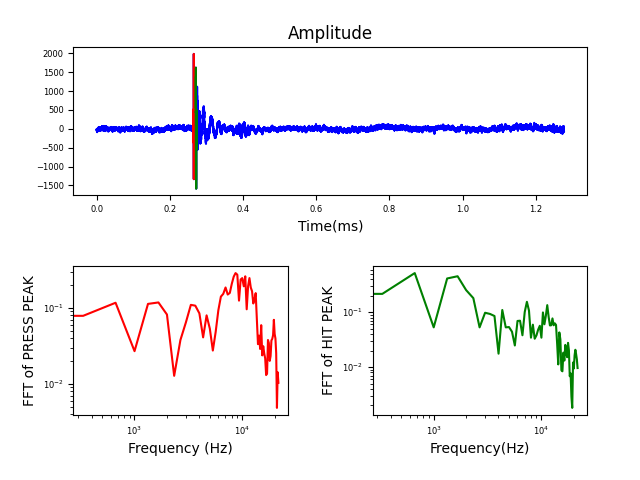 Amplitude
2000
1500
1000
500
0
−500
−1000
−1500
0.0 0.2 0.4 0.6 0.8 1.0 1.2
Time(ms)
FFT of PRESS PEAK
10⁻¹
10⁻²
10³ 10⁴
Frequency (Hz)
FFT of HIT PEAK
10⁻¹
10⁻²
10³ 10⁴
Frequency(Hz)